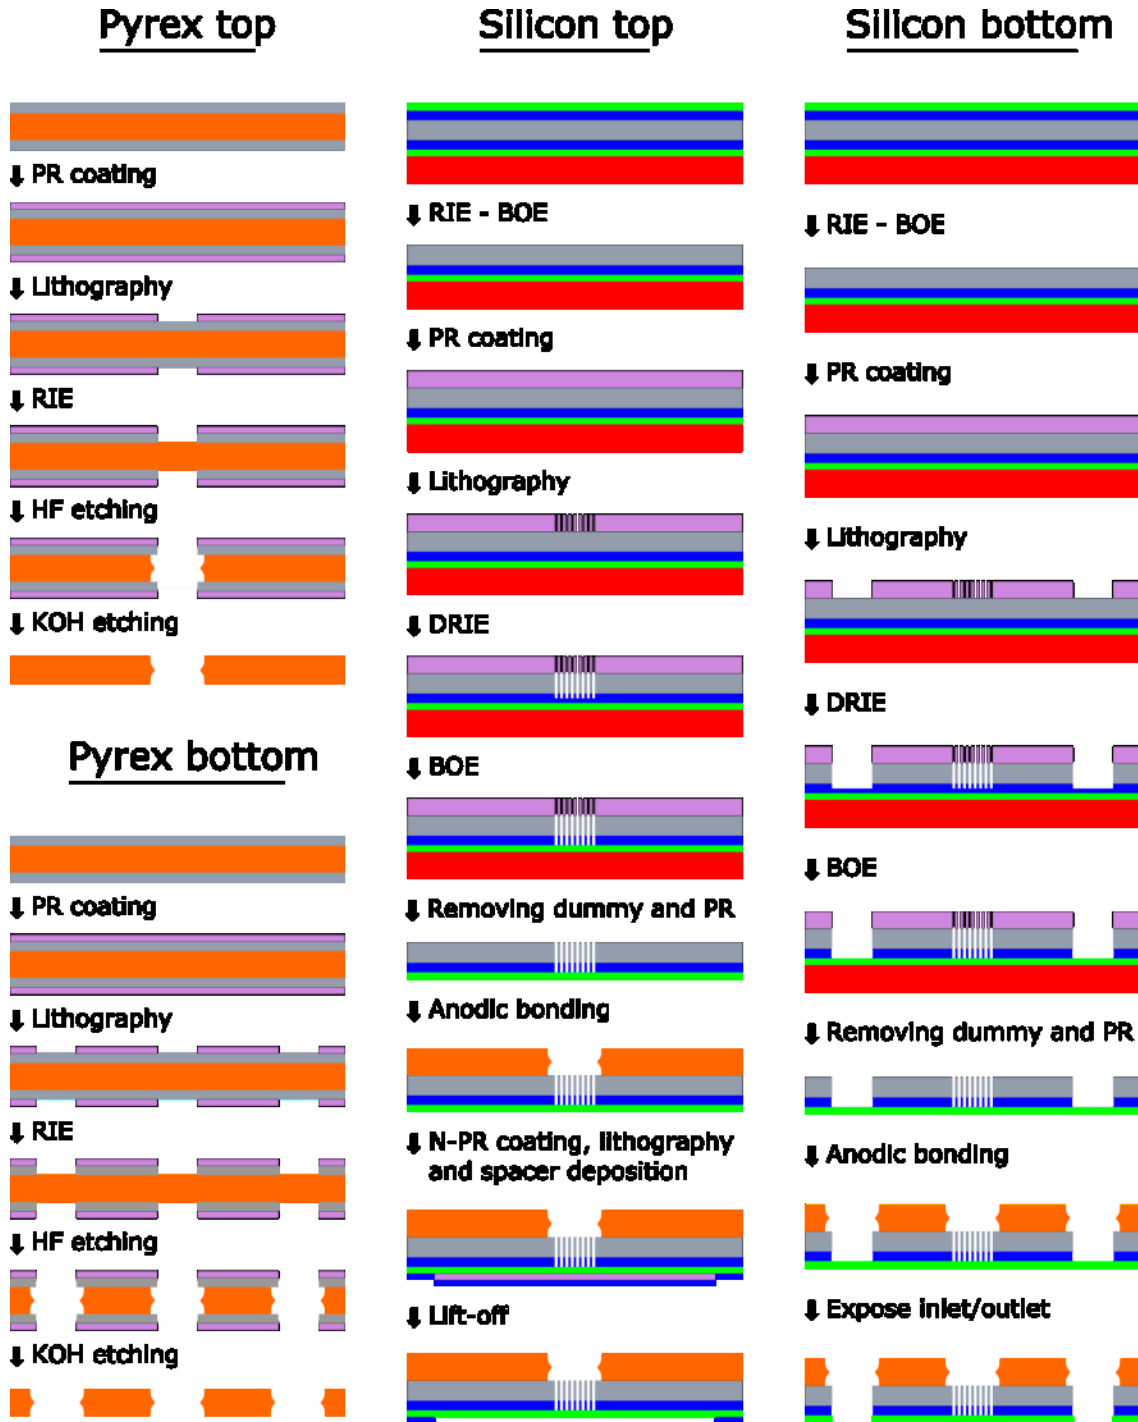 Pyrex top
PR coating
Lithography
RIE
HF etching
KOH etching
Pyrex bottom
PR coating
Lithography
RIE
HF etching
KOH etching
Silicon top
RIE - BOE
PR coating
Lithography
DRIE
BOE
Removing dummy and PR
Anodic bonding
N-PR coating, lithography
and spacer deposition
Lift-off
Silicon bottom
RIE - BOE
PR coating
Lithography
DRIE
BOE
Removing dummy and PR
Anodic bonding
Expose inlet/outlet